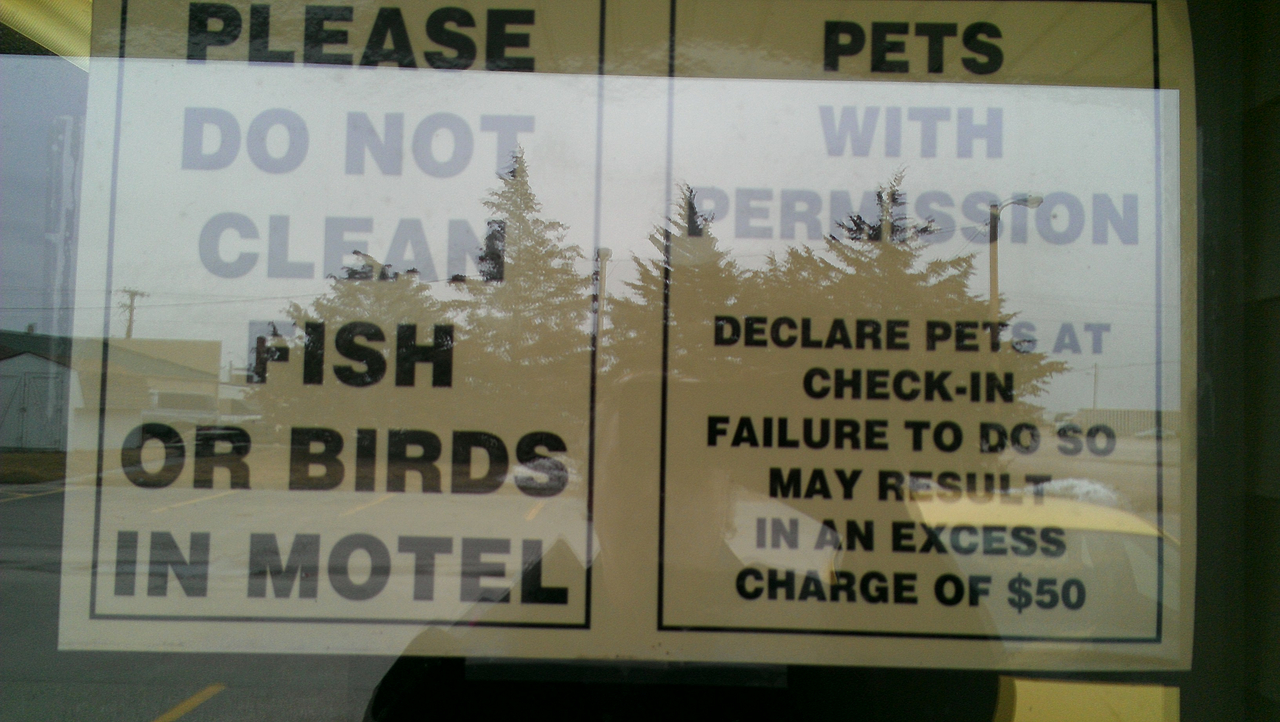 PLEASE
DO NOT
CLEAN
FISH
OR BIRDS
IN MOTEL
PETS
WITH
PERMISSION
DECLARE PETS AT
CHECK-IN
FAILURE TO DO SO
MAY RESULT
IN AN EXCESS
CHARGE OF $50